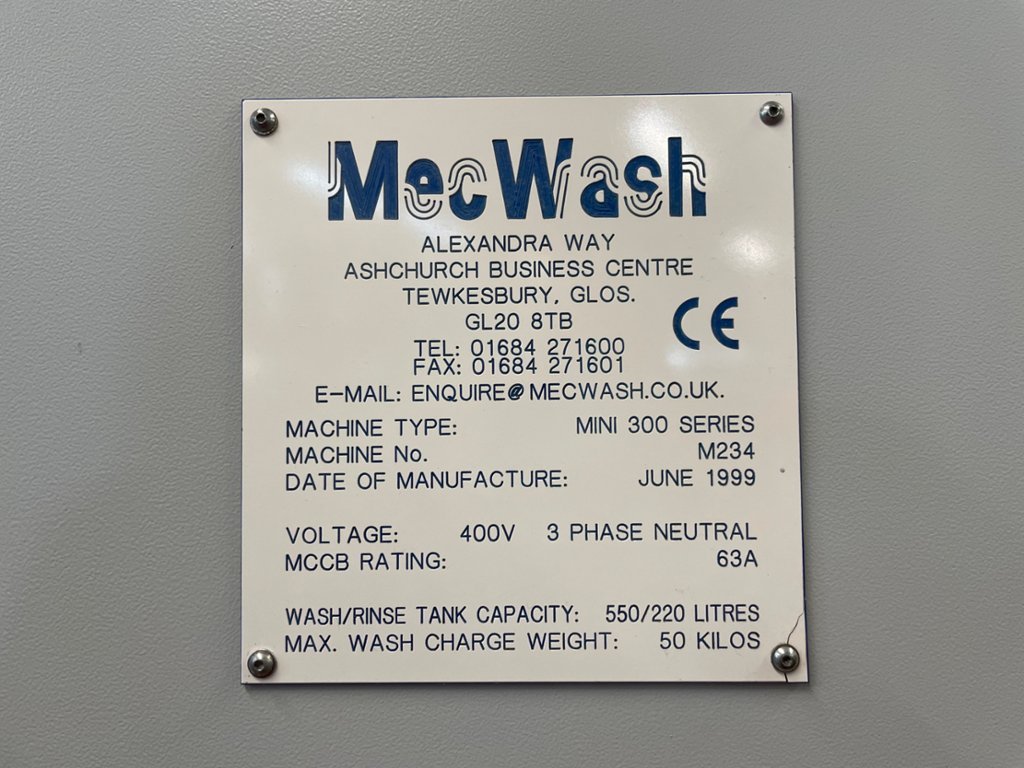 MecWash
ALEXANDRA WAY
ASHCHURCH BUSINESS CENTRE
TEWKESBURY, GLOS.
GL20 8TB
CE
TEL: 01684 271600
FAX: 01684 271601
E-MAIL: ENQUIRE@MECWASH.CO.UK.
MACHINE TYPE: MINI 300 SERIES
MACHINE No. M234
DATE OF MANUFACTURE: JUNE 1999
VOLTAGE: 400V 3 PHASE NEUTRAL
MCCB RATING: 63A
WASH/RINSE TANK CAPACITY: 550/220 LITRES
MAX. WASH CHARGE WEIGHT: 50 KILOS